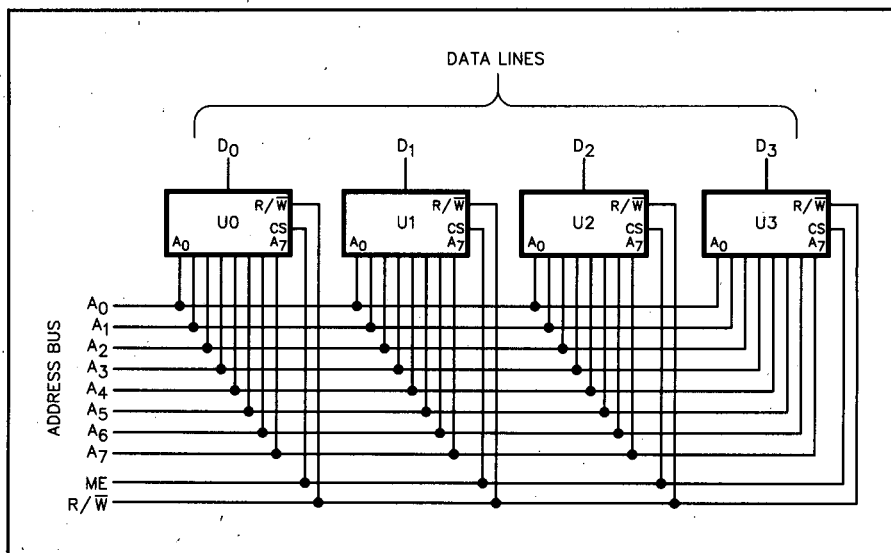 DATA LINES
D₀ D₁ D₂ D₃
R/W̅ R/W̅ R/W̅ R/W̅
U0 U1 U2 U3
CS CS CS CS
A₀ A₇ A₀ A₇ A₀ A₇ A₀ A₇
ADDRESS BUS
A₀
A₁
A₂
A₃
A₄
A₅
A₆
A₇
ME
R/W̅